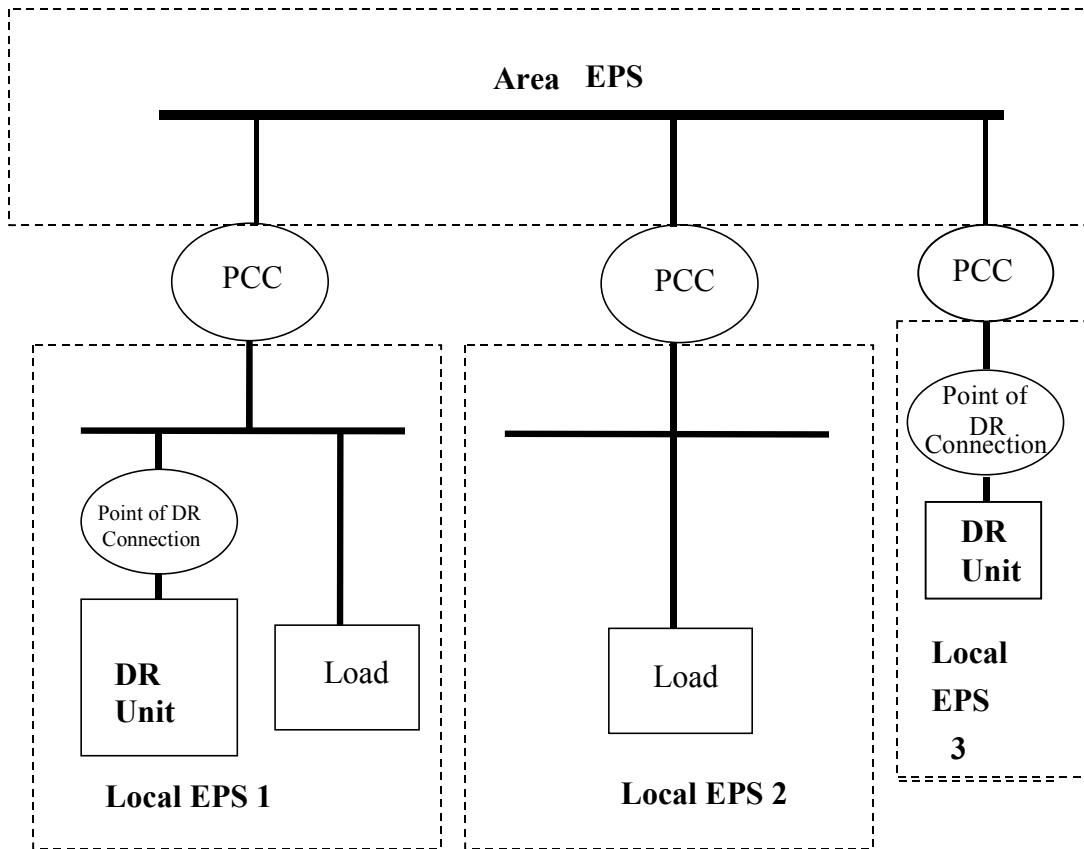 Area EPS
PCC
PCC
PCC
Point of DR
Connection
DR
Unit
Load
Local EPS 1
Load
Local EPS 2
Point of
DR
Connection
DR
Unit
Local
EPS
3